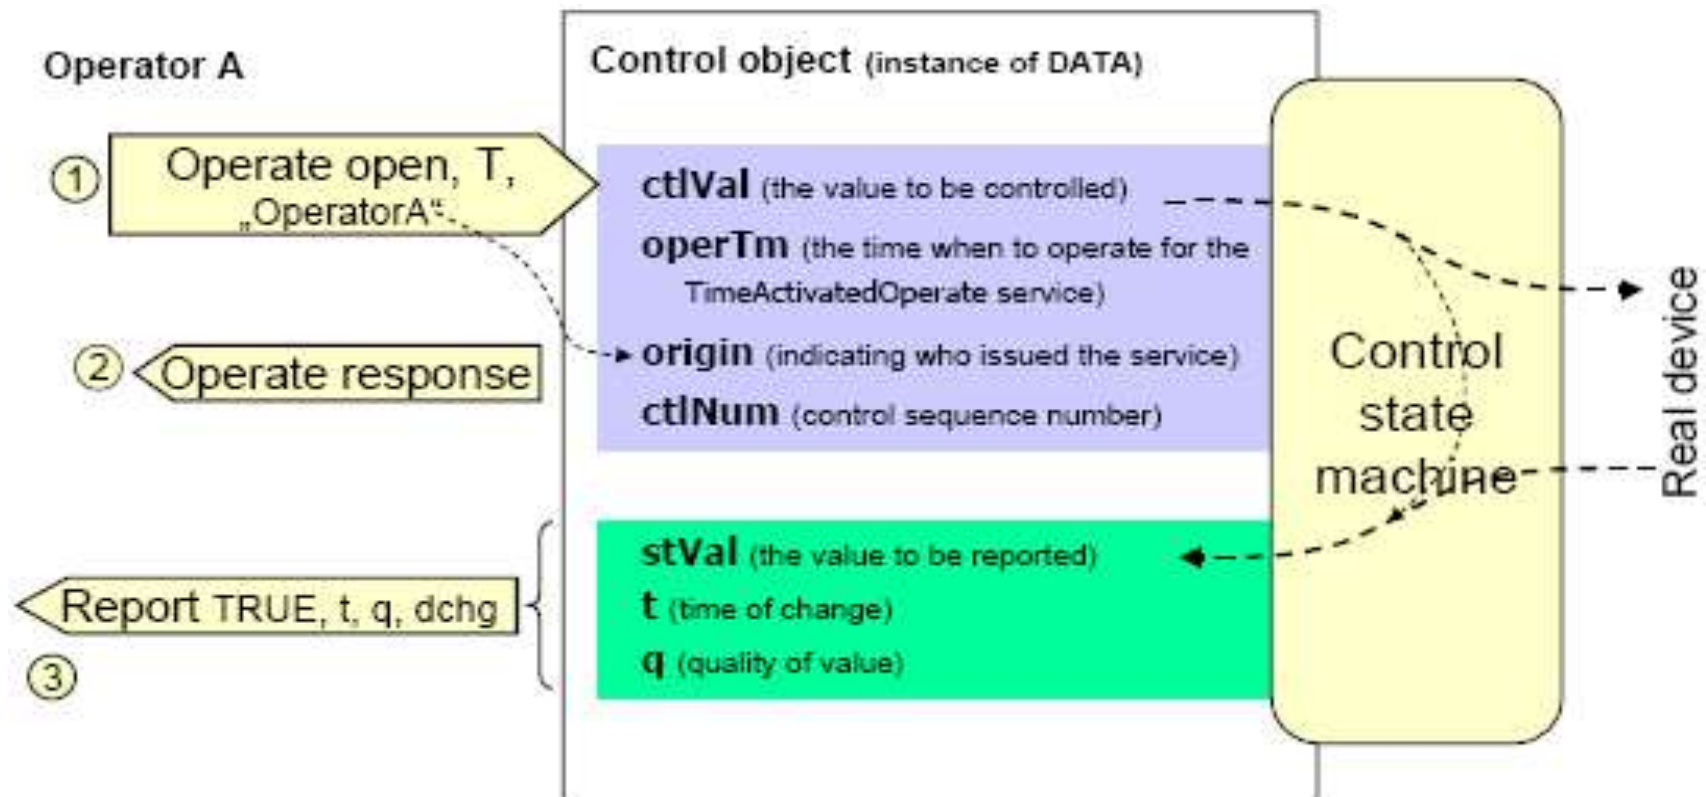 Operator A
Control object (instance of DATA)
1
Operate open, T,
„OperatorA“
ctlVal (the value to be controlled)
operTm (the time when to operate for the
TimeActivatedOperate service)
2
Operate response
origin (indicating who issued the service)
ctlNum (control sequence number)
Control
state
machine
Real device
stVal (the value to be reported)
Report TRUE, t, q, dchg
t (time of change)
q (quality of value)
3